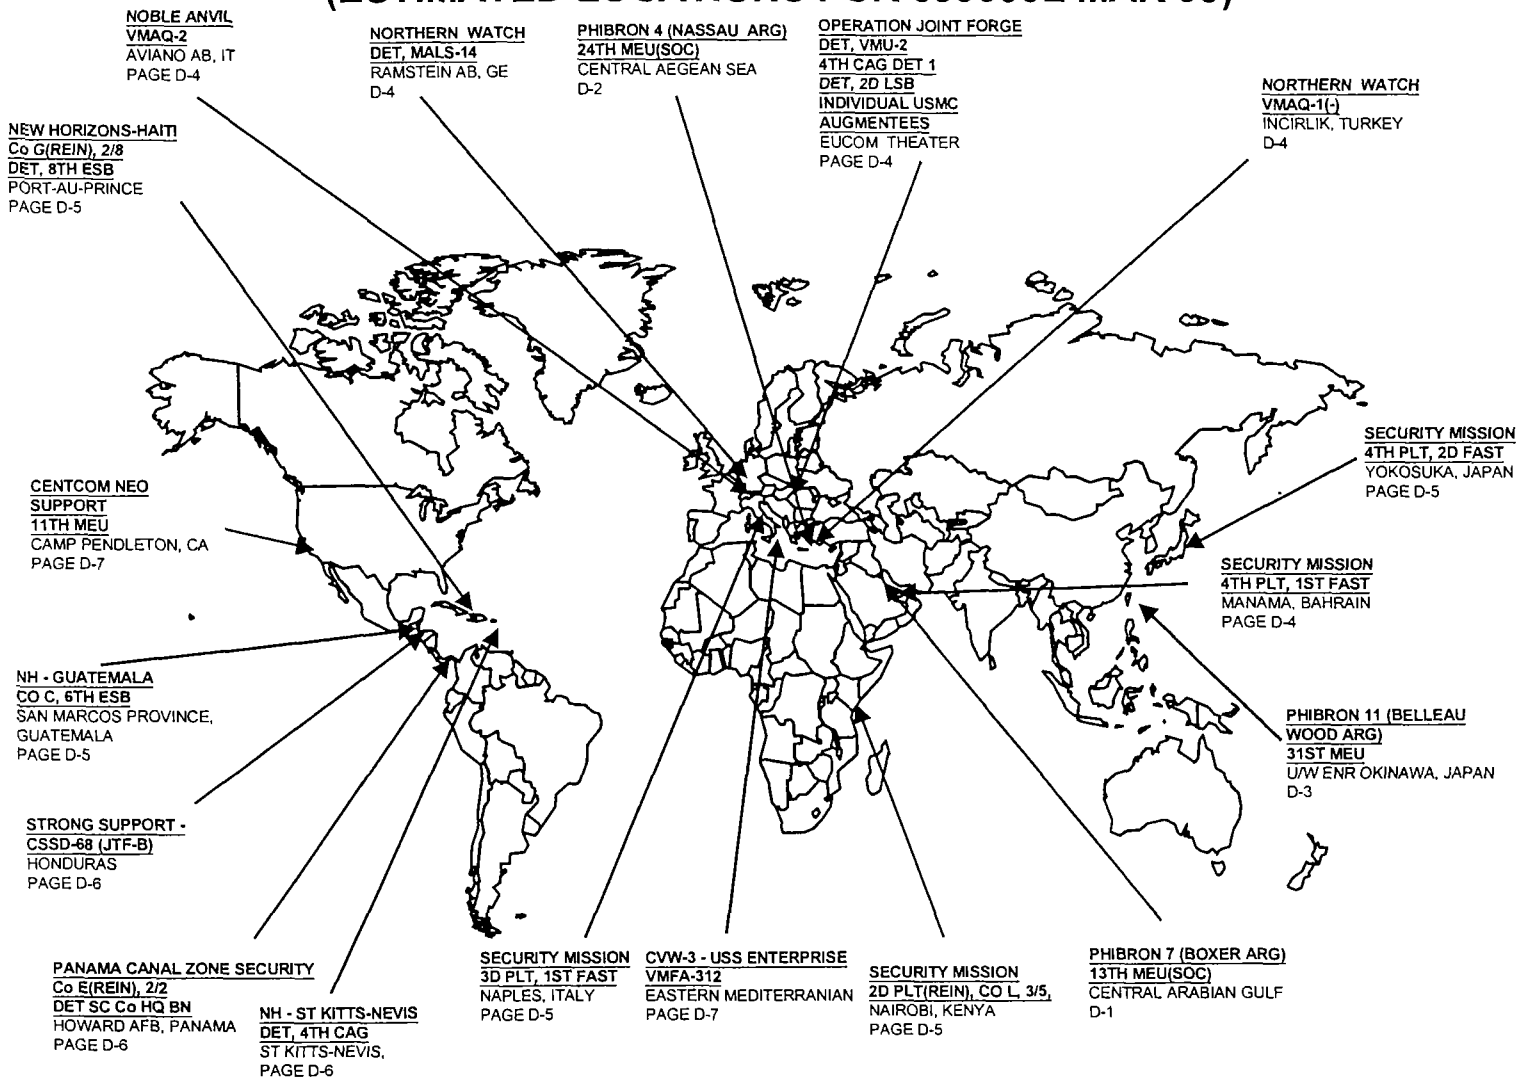 NOBLE ANVIL
VMAQ-2
AVIANO AB, IT
PAGE D-4
NORTHERN WATCH
DET, MALS-14
RAMSTEIN AB, GE
D-4
PHIBRON 4 (NASSAU ARG)
24TH MEU(SOC)
CENTRAL AEGEAN SEA
D-2
OPERATION JOINT FORGE
DET, VMU-2
4TH CAG DET 1
DET, 2D LSB
INDIVIDUAL USMC
AUGMENTEES
EUCOM THEATER
PAGE D-4
NORTHERN WATCH
VMAQ-1(-)
INCIRLIK, TURKEY
D-4
NEW HORIZONS-HAITI
Co G(REIN), 2/8
DET, 8TH ESB
PORT-AU-PRINCE
PAGE D-5
SECURITY MISSION
4TH PLT, 2D FAST
YOKOSUKA, JAPAN
PAGE D-5
CENTCOM NEO
SUPPORT
11TH MEU
CAMP PENDLETON, CA
PAGE D-7
SECURITY MISSION
4TH PLT, 1ST FAST
MANAMA, BAHRAIN
PAGE D-4
NH - GUATEMALA
CO C, 6TH ESB
SAN MARCOS PROVINCE,
GUATEMALA
PAGE D-5
PHIBRON 11 (BELLEAU
WOOD ARG)
31ST MEU
U/W ENR OKINAWA, JAPAN
D-3
STRONG SUPPORT -
CSSD-68 (JTF-B)
HONDURAS
PAGE D-6
PANAMA CANAL ZONE SECURITY
Co E(REIN), 2/2
DET SC Co HQ BN
HOWARD AFB, PANAMA
PAGE D-6
NH - ST KITTS-NEVIS
DET, 4TH CAG
ST KITTS-NEVIS,
PAGE D-6
SECURITY MISSION
3D PLT, 1ST FAST
NAPLES, ITALY
PAGE D-5
CVW-3 - USS ENTERPRISE
VMFA-312
EASTERN MEDITERRANIAN
PAGE D-7
SECURITY MISSION
2D PLT(REIN), CO L, 3/5,
NAIROBI, KENYA
PAGE D-5
PHIBRON 7 (BOXER ARG)
13TH MEU(SOC)
CENTRAL ARABIAN GULF
D-1